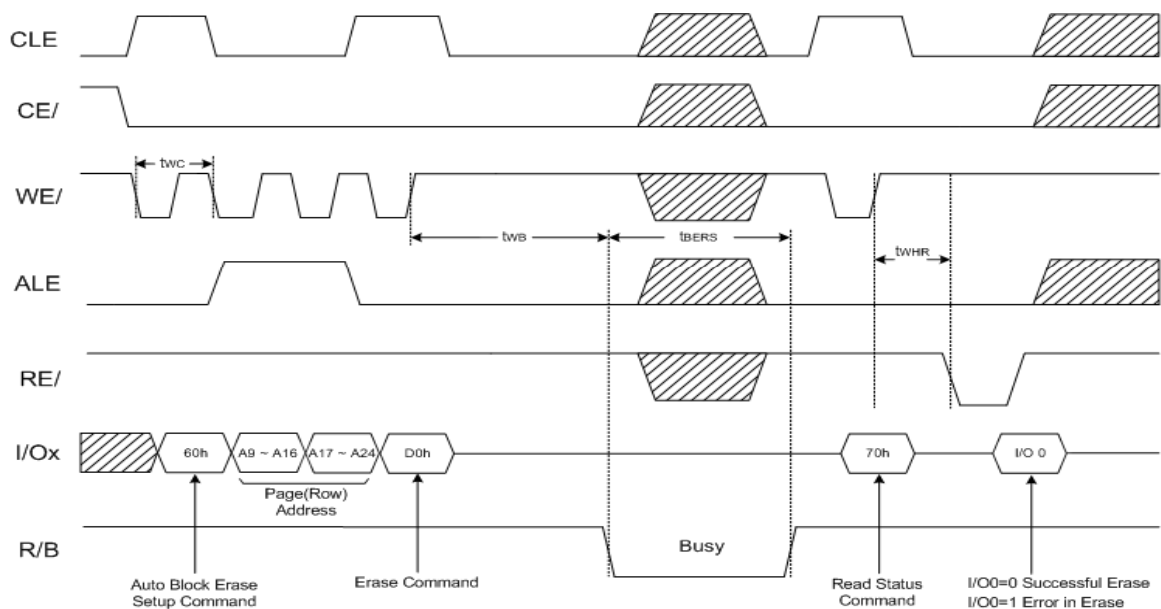 CLE
CE/
tWC
WE/
tWB
tBERS
tWHR
ALE
RE/
I/Ox
60h
A9 ~ A16
A17 ~ A24
D0h
70h
I/O 0
Page(Row)
Address
R/B
Busy
Auto Block Erase
Setup Command
Erase Command
Read Status
Command
I/O0=0 Successful Erase
I/O0=1 Error in Erase